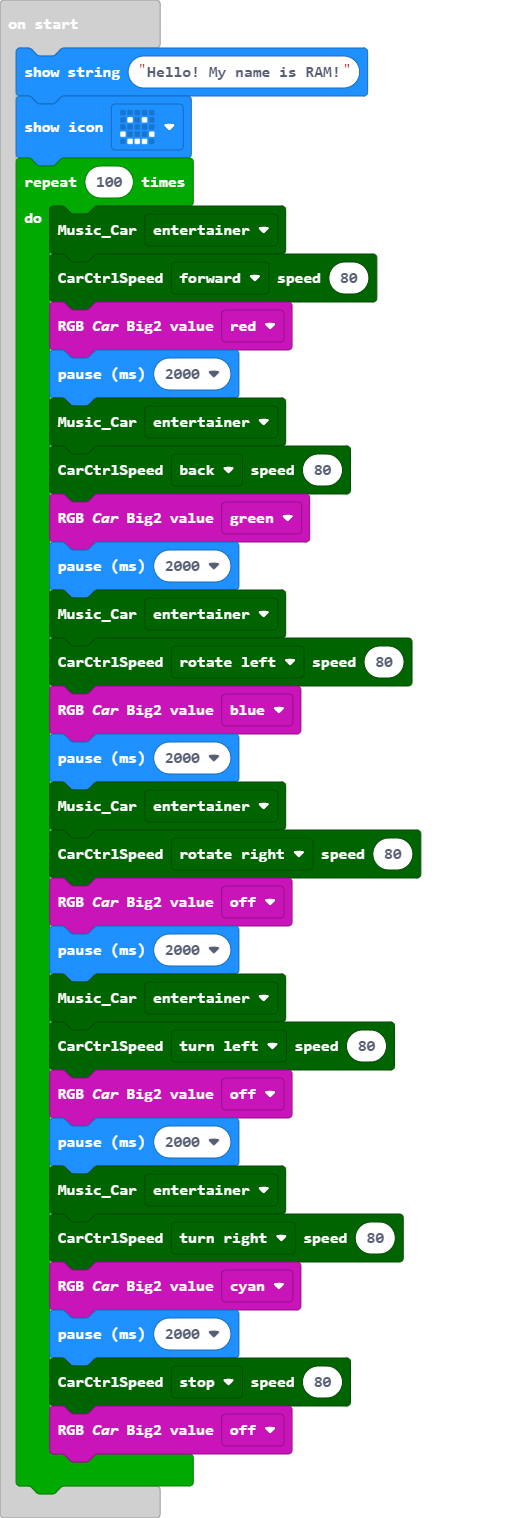 on start
show string "Hello! My name is RAM!"
show icon
repeat 100 times
do
Music_Car entertainer
CarCtrlSpeed forward speed 80
RGB Car Big2 value red
pause (ms) 2000
Music_Car entertainer
CarCtrlSpeed back speed 80
RGB Car Big2 value green
pause (ms) 2000
Music_Car entertainer
CarCtrlSpeed rotate left speed 80
RGB Car Big2 value blue
pause (ms) 2000
Music_Car entertainer
CarCtrlSpeed rotate right speed 80
RGB Car Big2 value off
pause (ms) 2000
Music_Car entertainer
CarCtrlSpeed turn left speed 80
RGB Car Big2 value off
pause (ms) 2000
Music_Car entertainer
CarCtrlSpeed turn right speed 80
RGB Car Big2 value cyan
pause (ms) 2000
CarCtrlSpeed stop speed 80
RGB Car Big2 value off